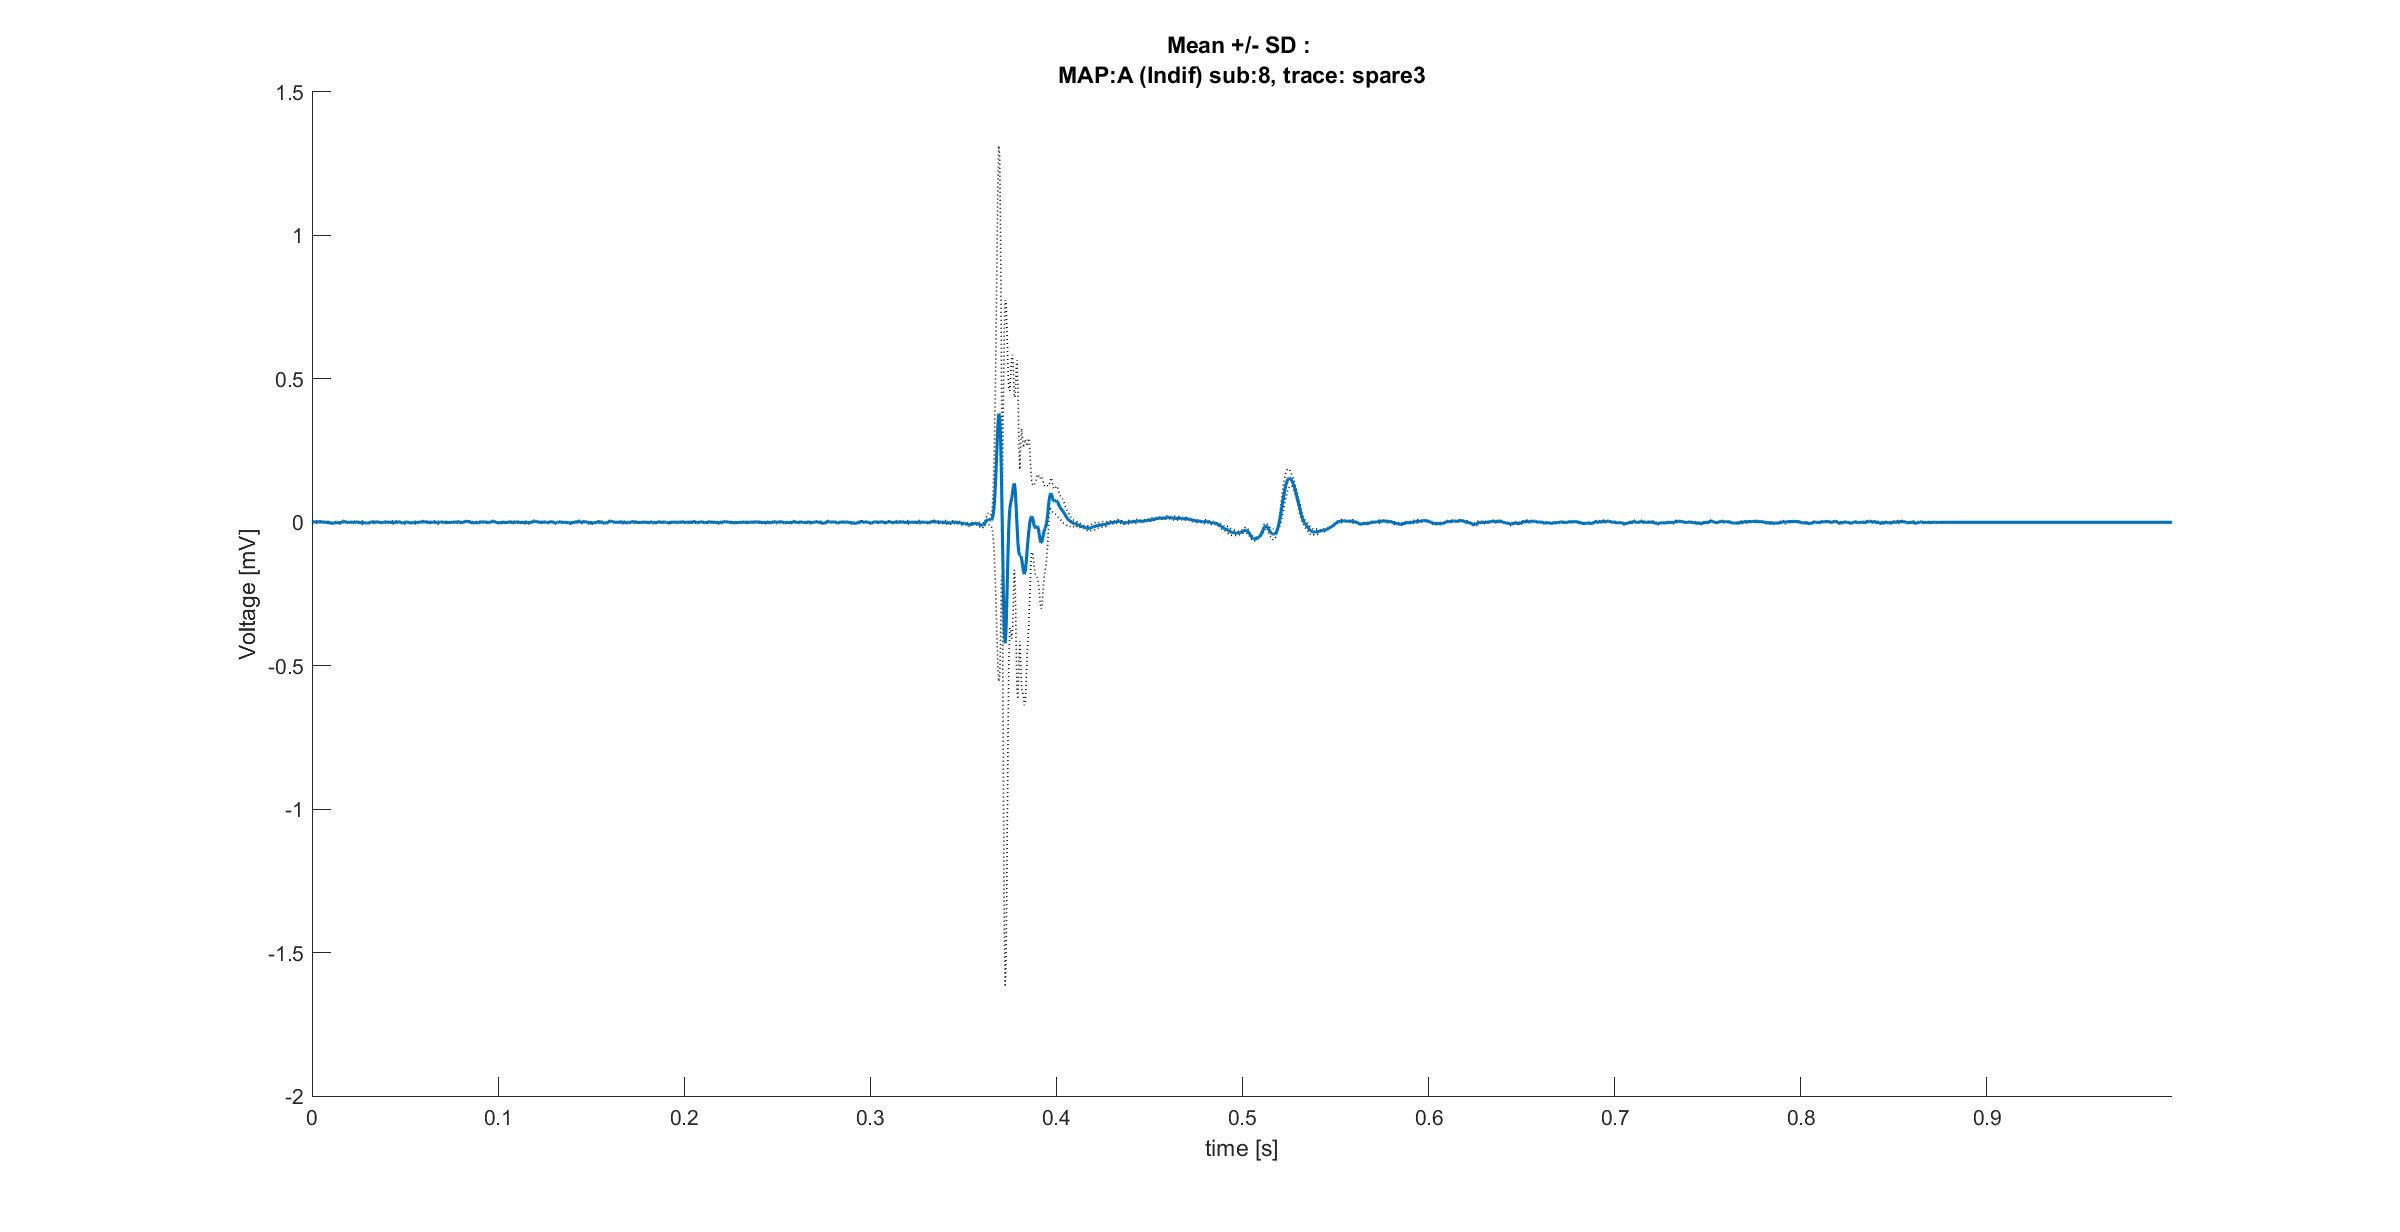 Mean +/- SD :
MAP:A (Indif) sub:8, trace: spare3
1.5
1
0.5
0
-0.5
-1
-1.5
-2
Voltage [mV]
0 0.1 0.2 0.3 0.4 0.5 0.6 0.7 0.8 0.9
time [s]